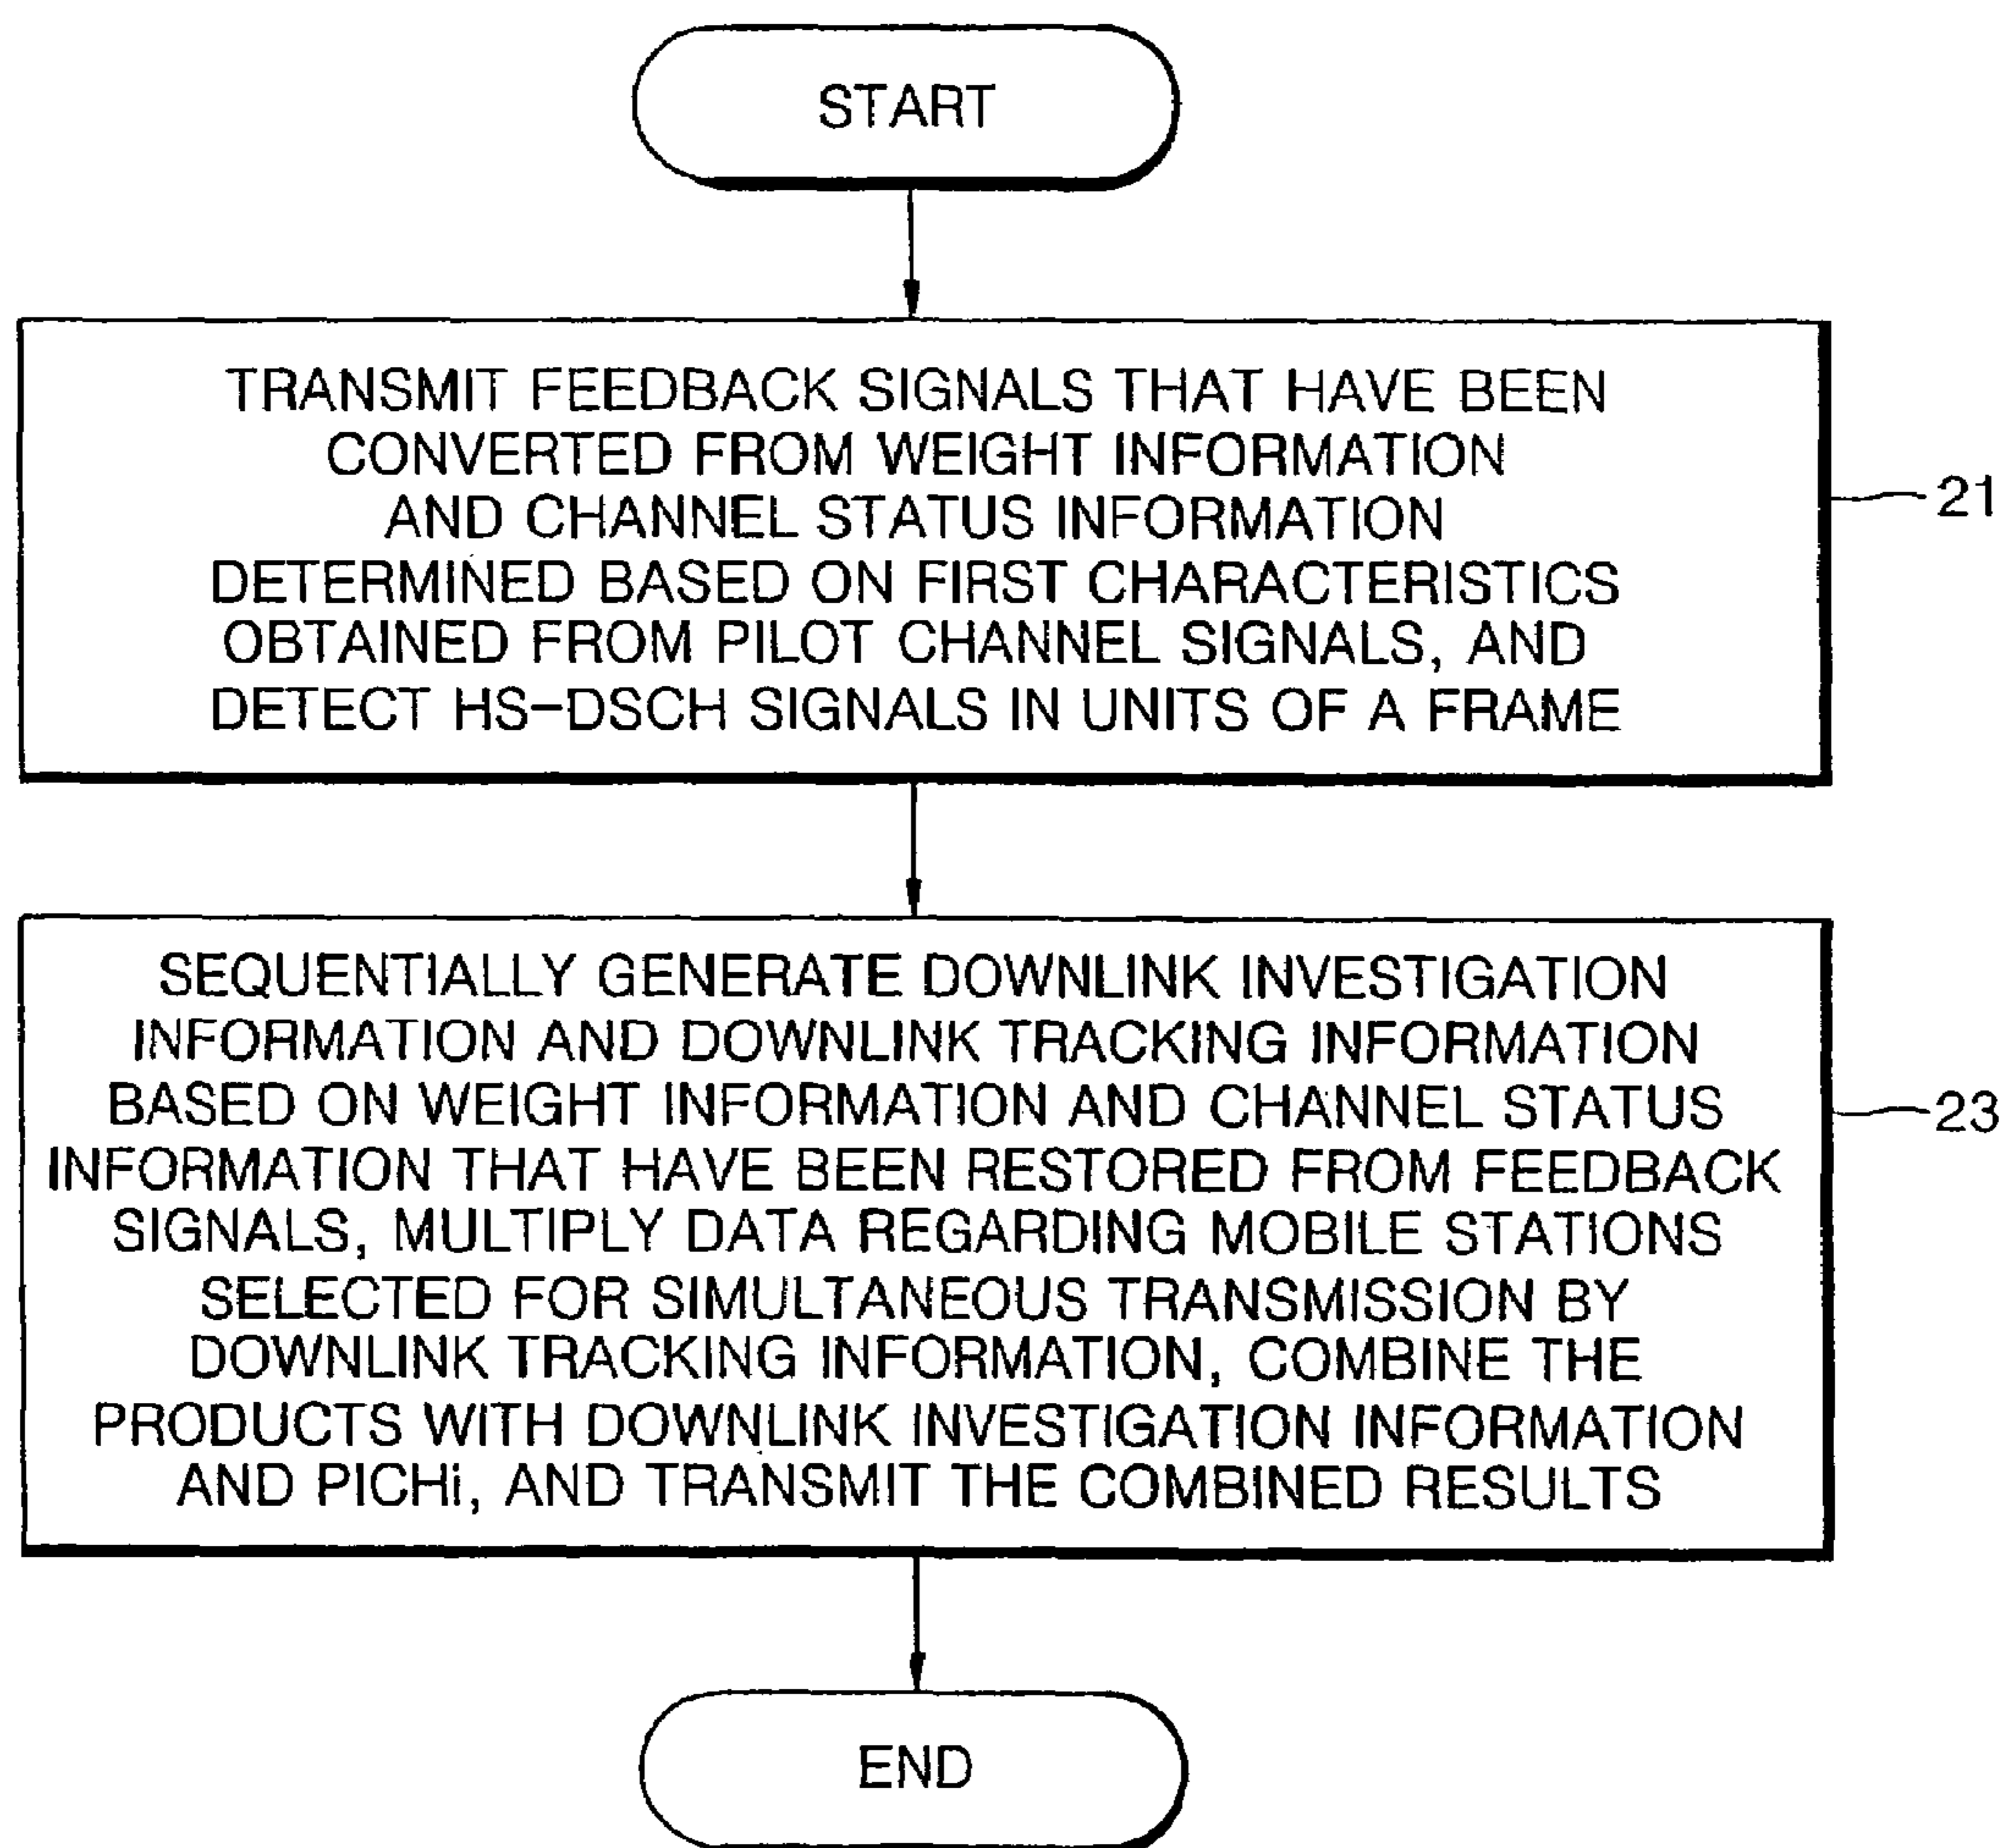 START
TRANSMIT FEEDBACK SIGNALS THAT HAVE BEEN
CONVERTED FROM WEIGHT INFORMATION
AND CHANNEL STATUS INFORMATION
DETERMINED BASED ON FIRST CHARACTERISTICS
OBTAINED FROM PILOT CHANNEL SIGNALS, AND
DETECT HS-DSCH SIGNALS IN UNITS OF A FRAME
21
SEQUENTIALLY GENERATE DOWNLINK INVESTIGATION
INFORMATION AND DOWNLINK TRACKING INFORMATION
BASED ON WEIGHT INFORMATION AND CHANNEL STATUS
INFORMATION THAT HAVE BEEN RESTORED FROM FEEDBACK
SIGNALS, MULTIPLY DATA REGARDING MOBILE STATIONS
SELECTED FOR SIMULTANEOUS TRANSMISSION BY
DOWNLINK TRACKING INFORMATION, COMBINE THE
PRODUCTS WITH DOWNLINK INVESTIGATION INFORMATION
AND PICHi, AND TRANSMIT THE COMBINED RESULTS
23
END